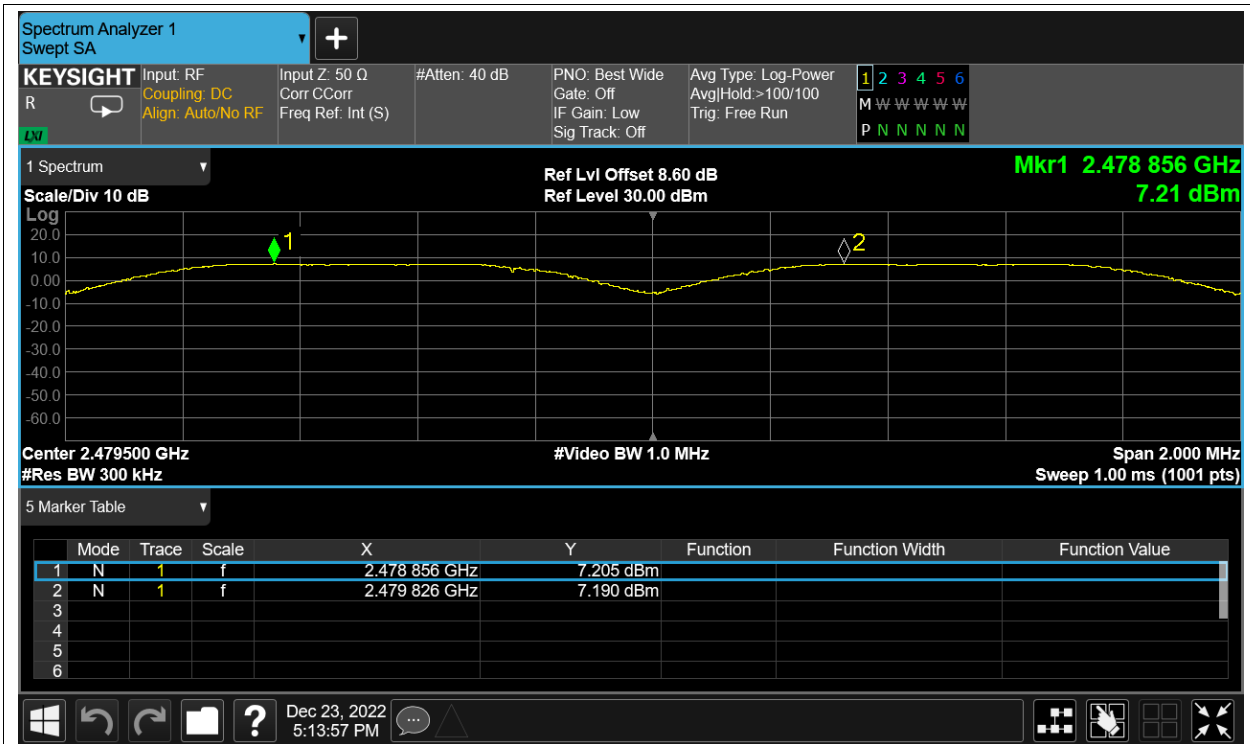 Spectrum Analyzer 1
Swept SA
+
KEYSIGHT Input: RF Input Z: 50 Ω #Atten: 40 dB PNO: Best Wide Avg Type: Log-Power 1 2 3 4 5 6
R Coupling: DC Corr CCorr Gate: Off Avg|Hold:>100/100 M W W W W W
Align: Auto/No RF Freq Ref: Int (S) IF Gain: Low Trig: Free Run
LXI Sig Track: Off P N N N N N
1 Spectrum
Ref Lvl Offset 8.60 dB Mkr1 2.478 856 GHz
Scale/Div 10 dB Ref Level 30.00 dBm 7.21 dBm
Log
20.0
1 2
10.0
0.00
-10.0
-20.0
-30.0
-40.0
-50.0
-60.0
Center 2.479500 GHz #Video BW 1.0 MHz Span 2.000 MHz
#Res BW 300 kHz Sweep 1.00 ms (1001 pts)
5 Marker Table
Mode Trace Scale X Y Function Function Width Function Value
1 N 1 f 2.478 856 GHz 7.205 dBm
2 N 1 f 2.479 826 GHz 7.190 dBm
3
4
5
6
? Dec 23, 2022
5:13:57 PM